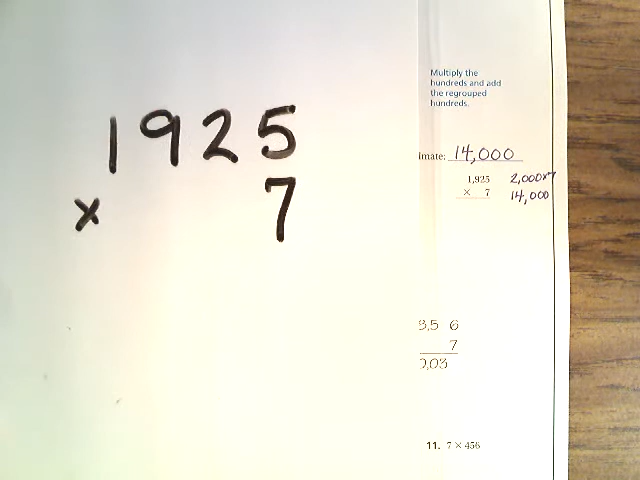 1925
× 7
Multiply the
hundreds and add
the regrouped
hundreds.
imate: 14,000
1,925 2,000×7
× 7 14,000
3,5 6
7
0,03
11. 7 × 456